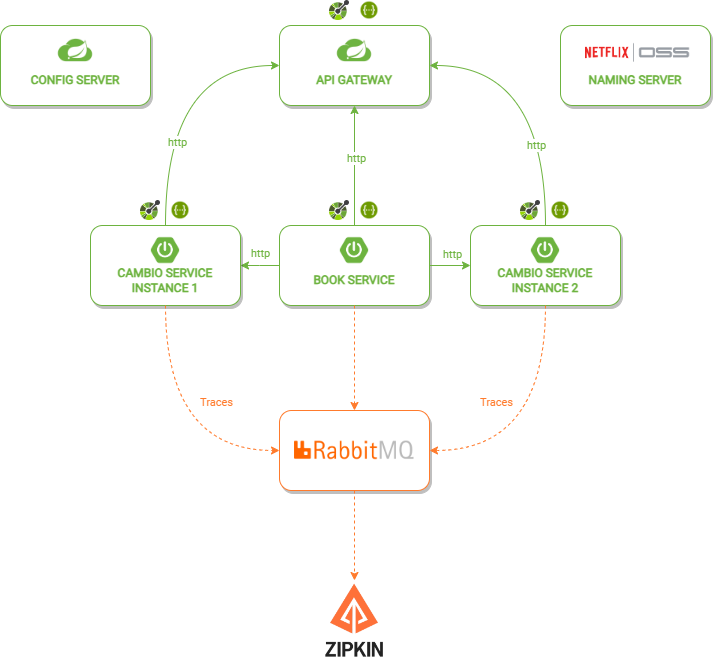 CONFIG SERVER
API GATEWAY
NETFLIX OSS
NAMING SERVER
http
http
http
CAMBIO SERVICE
INSTANCE 1
http
BOOK SERVICE
http
CAMBIO SERVICE
INSTANCE 2
Traces
Traces
RabbitMQ
ZIPKIN